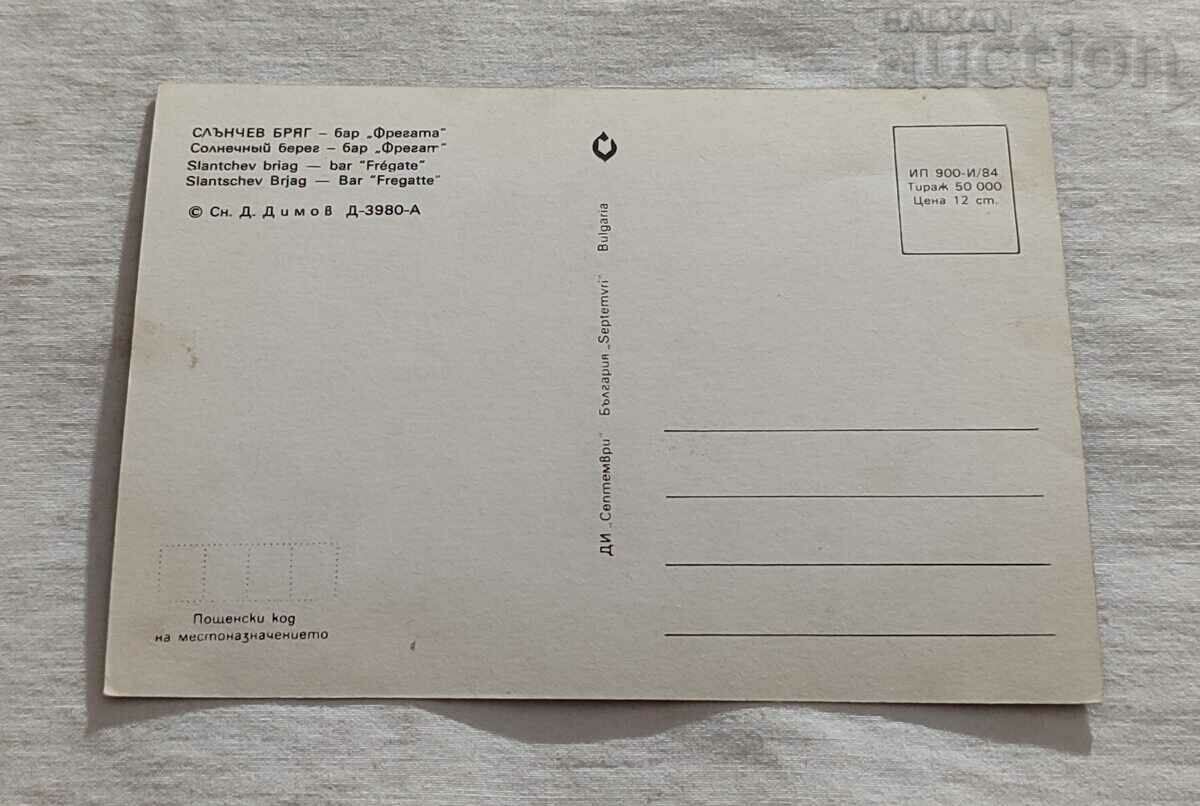 BALKAN
auction
СЛЪНЧЕВ БРЯГ – бар „Фрегата"
Солнечный берег – бар „Фрегат"
Slantchev briag — bar "Frégate"
Slantschev Brjag — Bar "Fregatte"
© Сн. Д. Димов Д-3980-А
ИП 900-И/84
Тираж 50 000
Цена 12 ст.
ДИ „Септември" България „Septemvri" Bulgaria
Пощенски код
на местоназначението